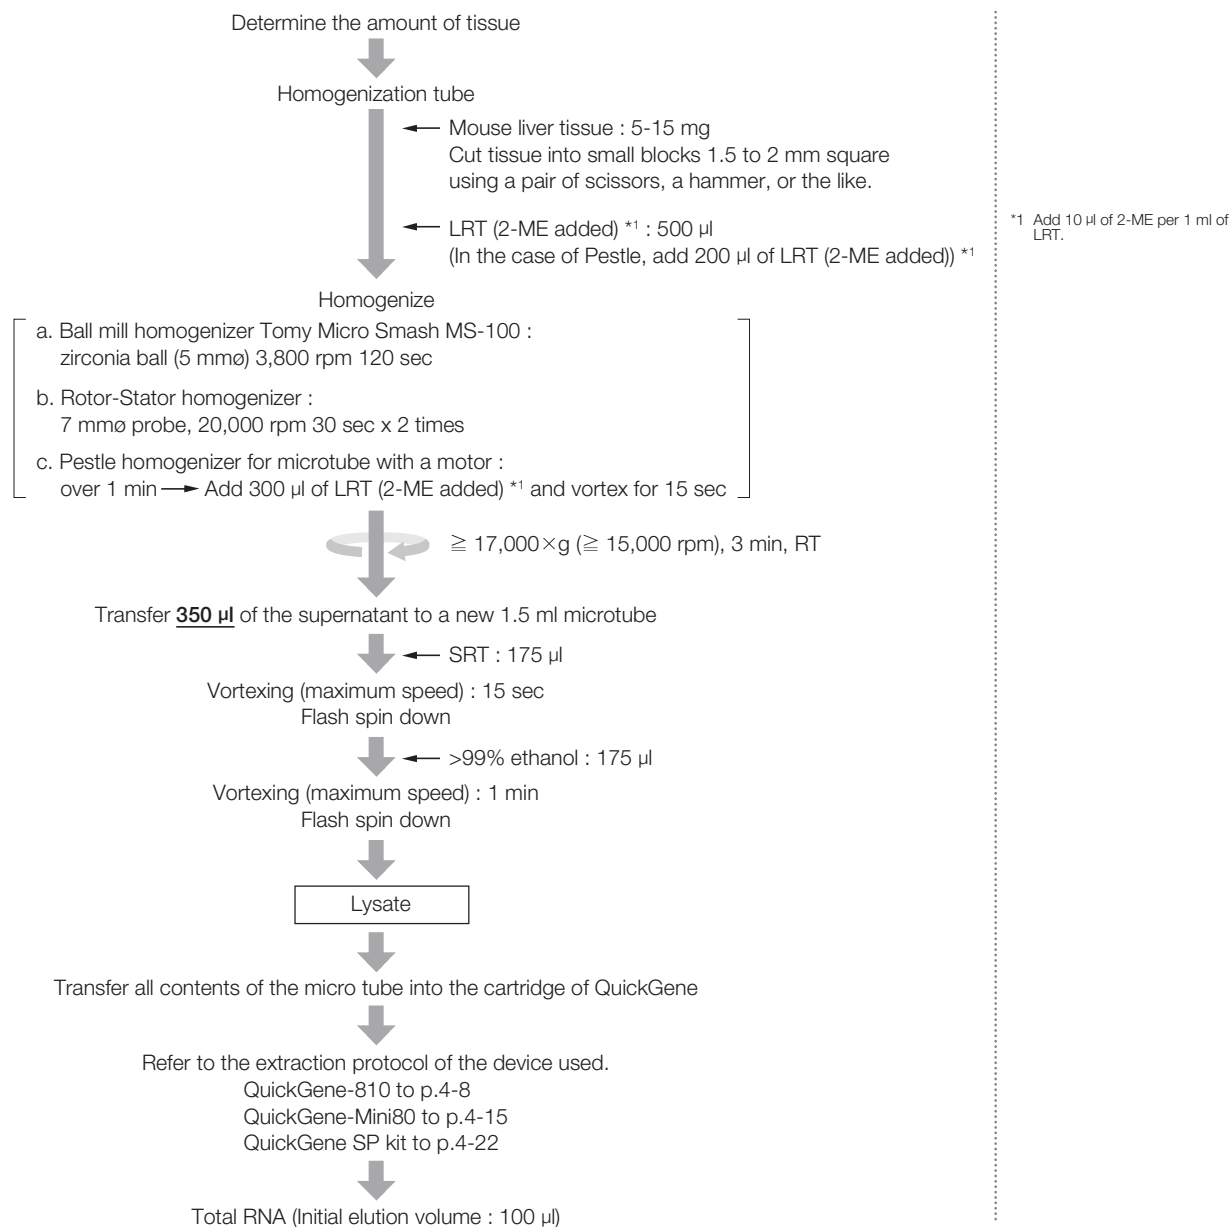 Determine the amount of tissue
Homogenization tube
Mouse liver tissue : 5-15 mg
Cut tissue into small blocks 1.5 to 2 mm square
using a pair of scissors, a hammer, or the like.
LRT (2-ME added) *1 : 500 µl
(In the case of Pestle, add 200 µl of LRT (2-ME added)) *1
*1 Add 10 µl of 2-ME per 1 ml of
LRT.
Homogenize
a. Ball mill homogenizer Tomy Micro Smash MS-100 :
zirconia ball (5 mmø) 3,800 rpm 120 sec
b. Rotor-Stator homogenizer :
7 mmø probe, 20,000 rpm 30 sec x 2 times
c. Pestle homogenizer for microtube with a motor :
over 1 min → Add 300 µl of LRT (2-ME added) *1 and vortex for 15 sec
≧ 17,000×g (≧ 15,000 rpm), 3 min, RT
Transfer 350 µl of the supernatant to a new 1.5 ml microtube
SRT : 175 µl
Vortexing (maximum speed) : 15 sec
Flash spin down
>99% ethanol : 175 µl
Vortexing (maximum speed) : 1 min
Flash spin down
Lysate
Transfer all contents of the micro tube into the cartridge of QuickGene
Refer to the extraction protocol of the device used.
QuickGene-810 to p.4-8
QuickGene-Mini80 to p.4-15
QuickGene SP kit to p.4-22
Total RNA (Initial elution volume : 100 µl)